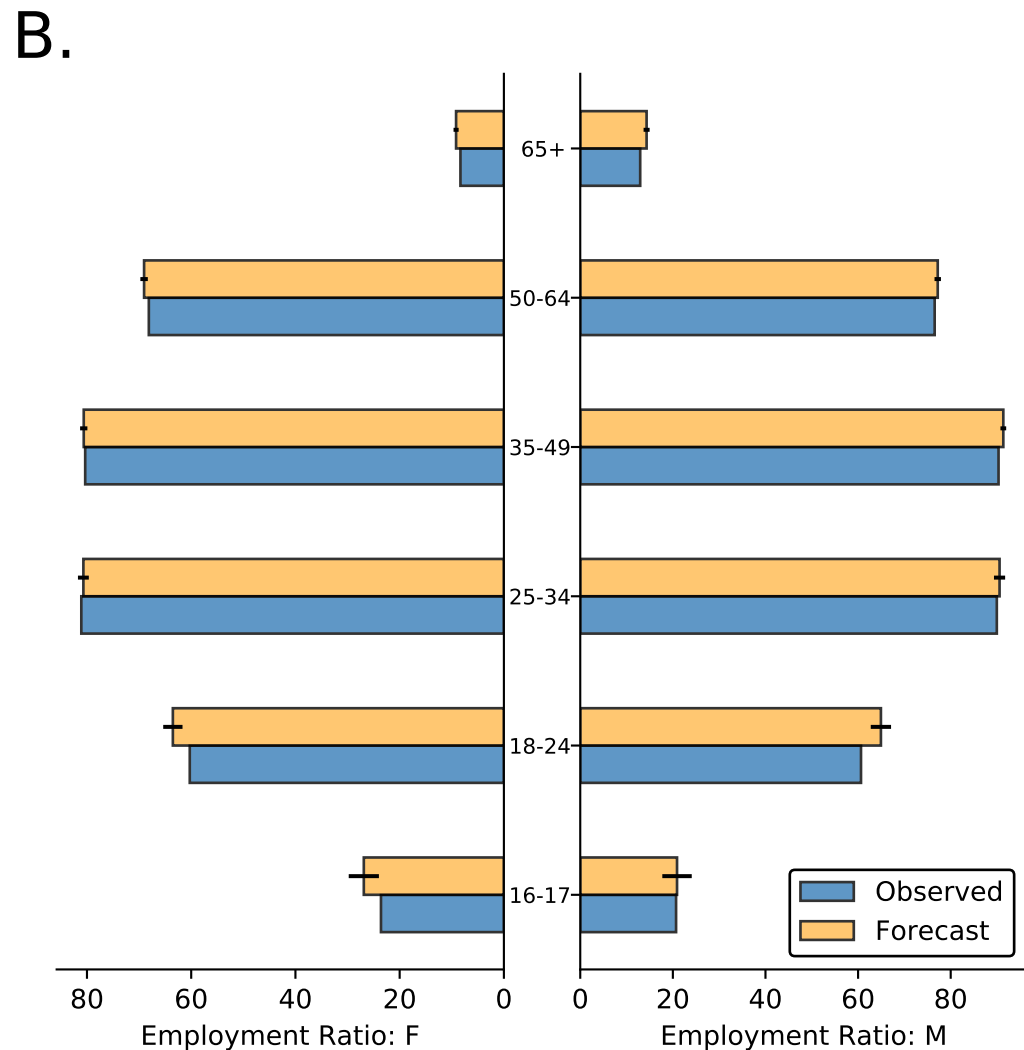 B.
65+
50-64
35-49
25-34
18-24
16-17
Observed
Forecast
80 60 40 20 0 0 20 40 60 80
Employment Ratio: F Employment Ratio: M